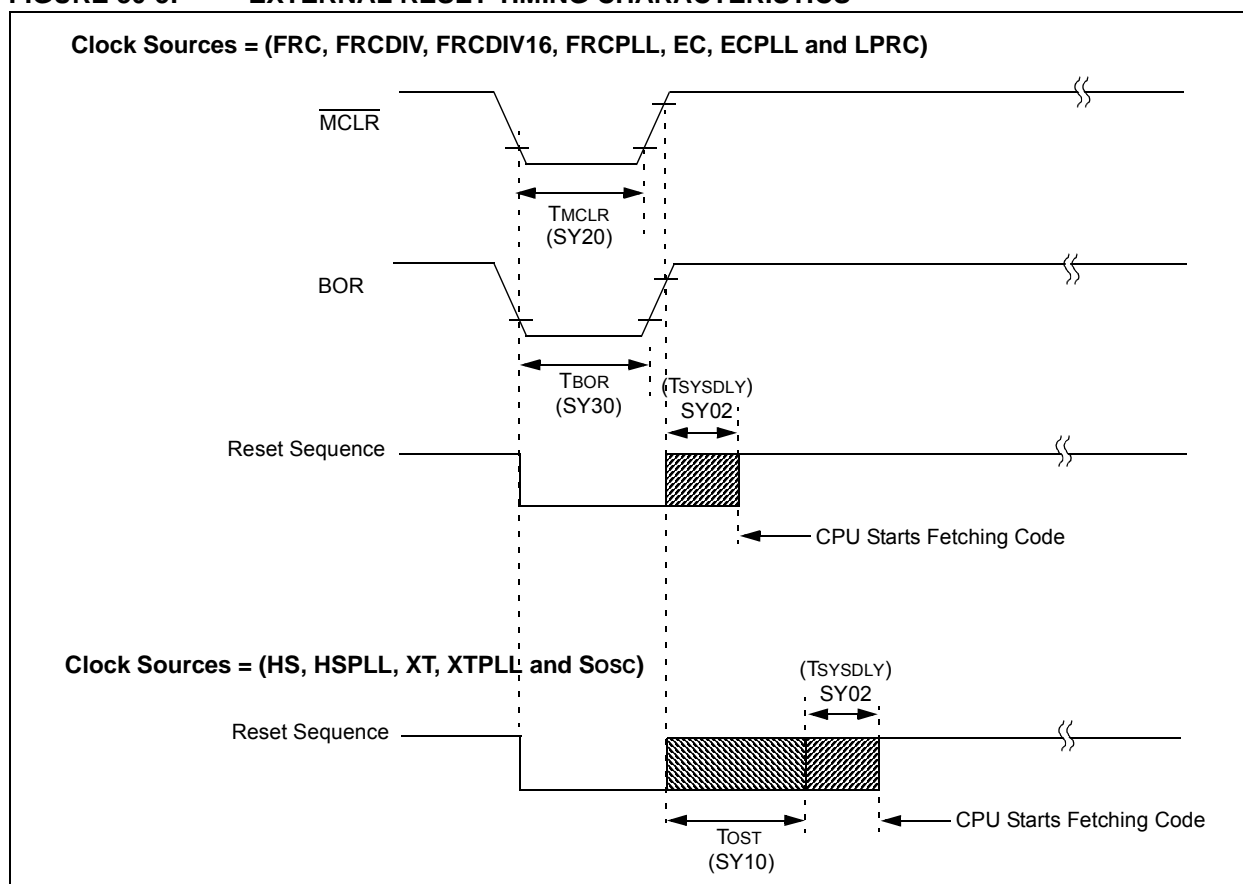 Clock Sources = (FRC, FRCDIV, FRCDIV16, FRCPLL, EC, ECPLL and LPRC)
MCLR
TMCLR
(SY20)
BOR
TBOR
(SY30)
(TSYSDLY)
SY02
Reset Sequence
CPU Starts Fetching Code
Clock Sources = (HS, HSPLL, XT, XTPLL and SOSC)
(TSYSDLY)
SY02
Reset Sequence
CPU Starts Fetching Code
TOST
(SY10)